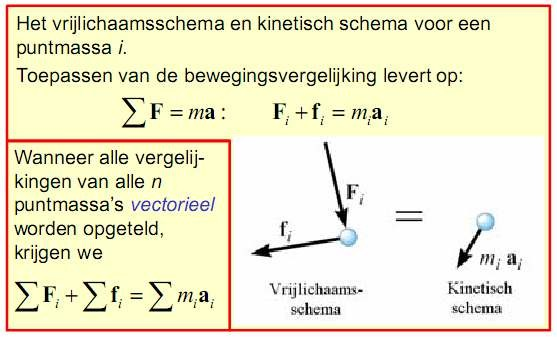 Het vrijlichaamsschema en kinetisch schema voor een
puntmassa i.
Toepassen van de bewegingsvergelijking levert op:
∑F = ma : F_i + f_i = m_i a_i
Wanneer alle vergelij-
kingen van alle n
puntmassa's vectorieel
worden opgeteld,
krijgen we
∑F_i + ∑f_i = ∑m_i a_i
F_i
f_i
=
m_i a_i
Vrijlichaams-
schema
Kinetisch
schema